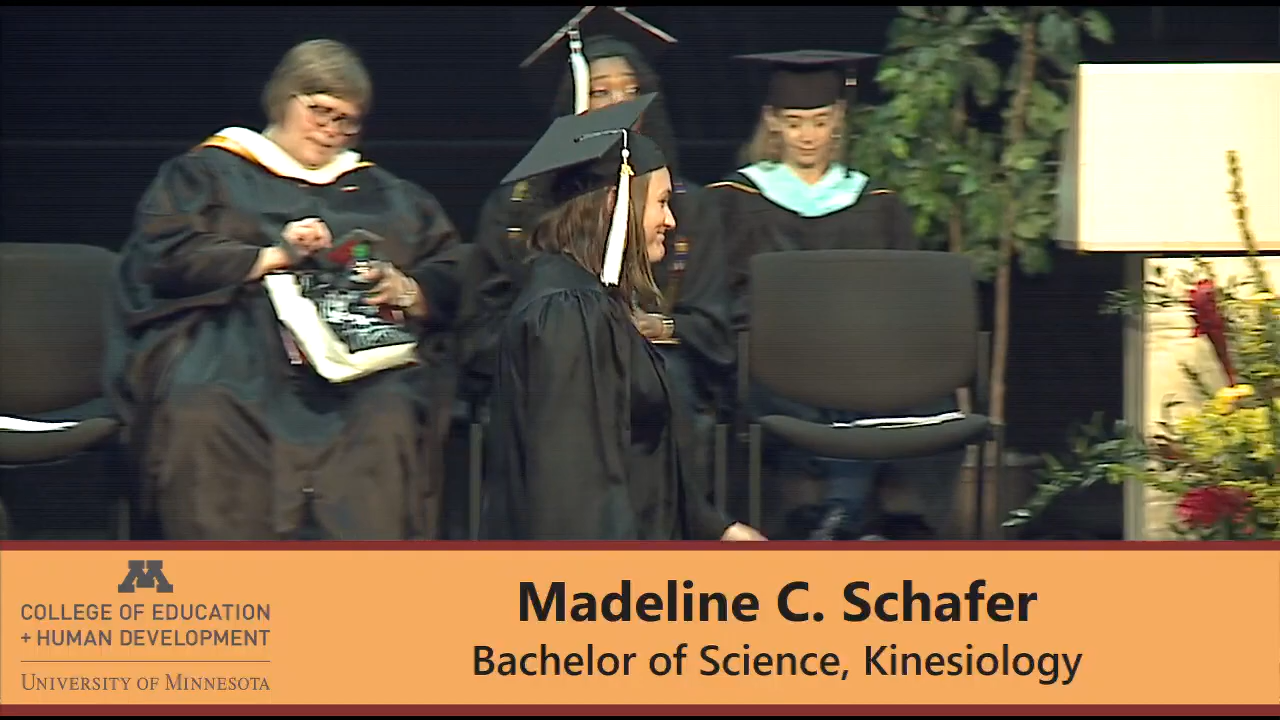 M
COLLEGE OF EDUCATION
+ HUMAN DEVELOPMENT
UNIVERSITY OF MINNESOTA
Madeline C. Schafer
Bachelor of Science, Kinesiology